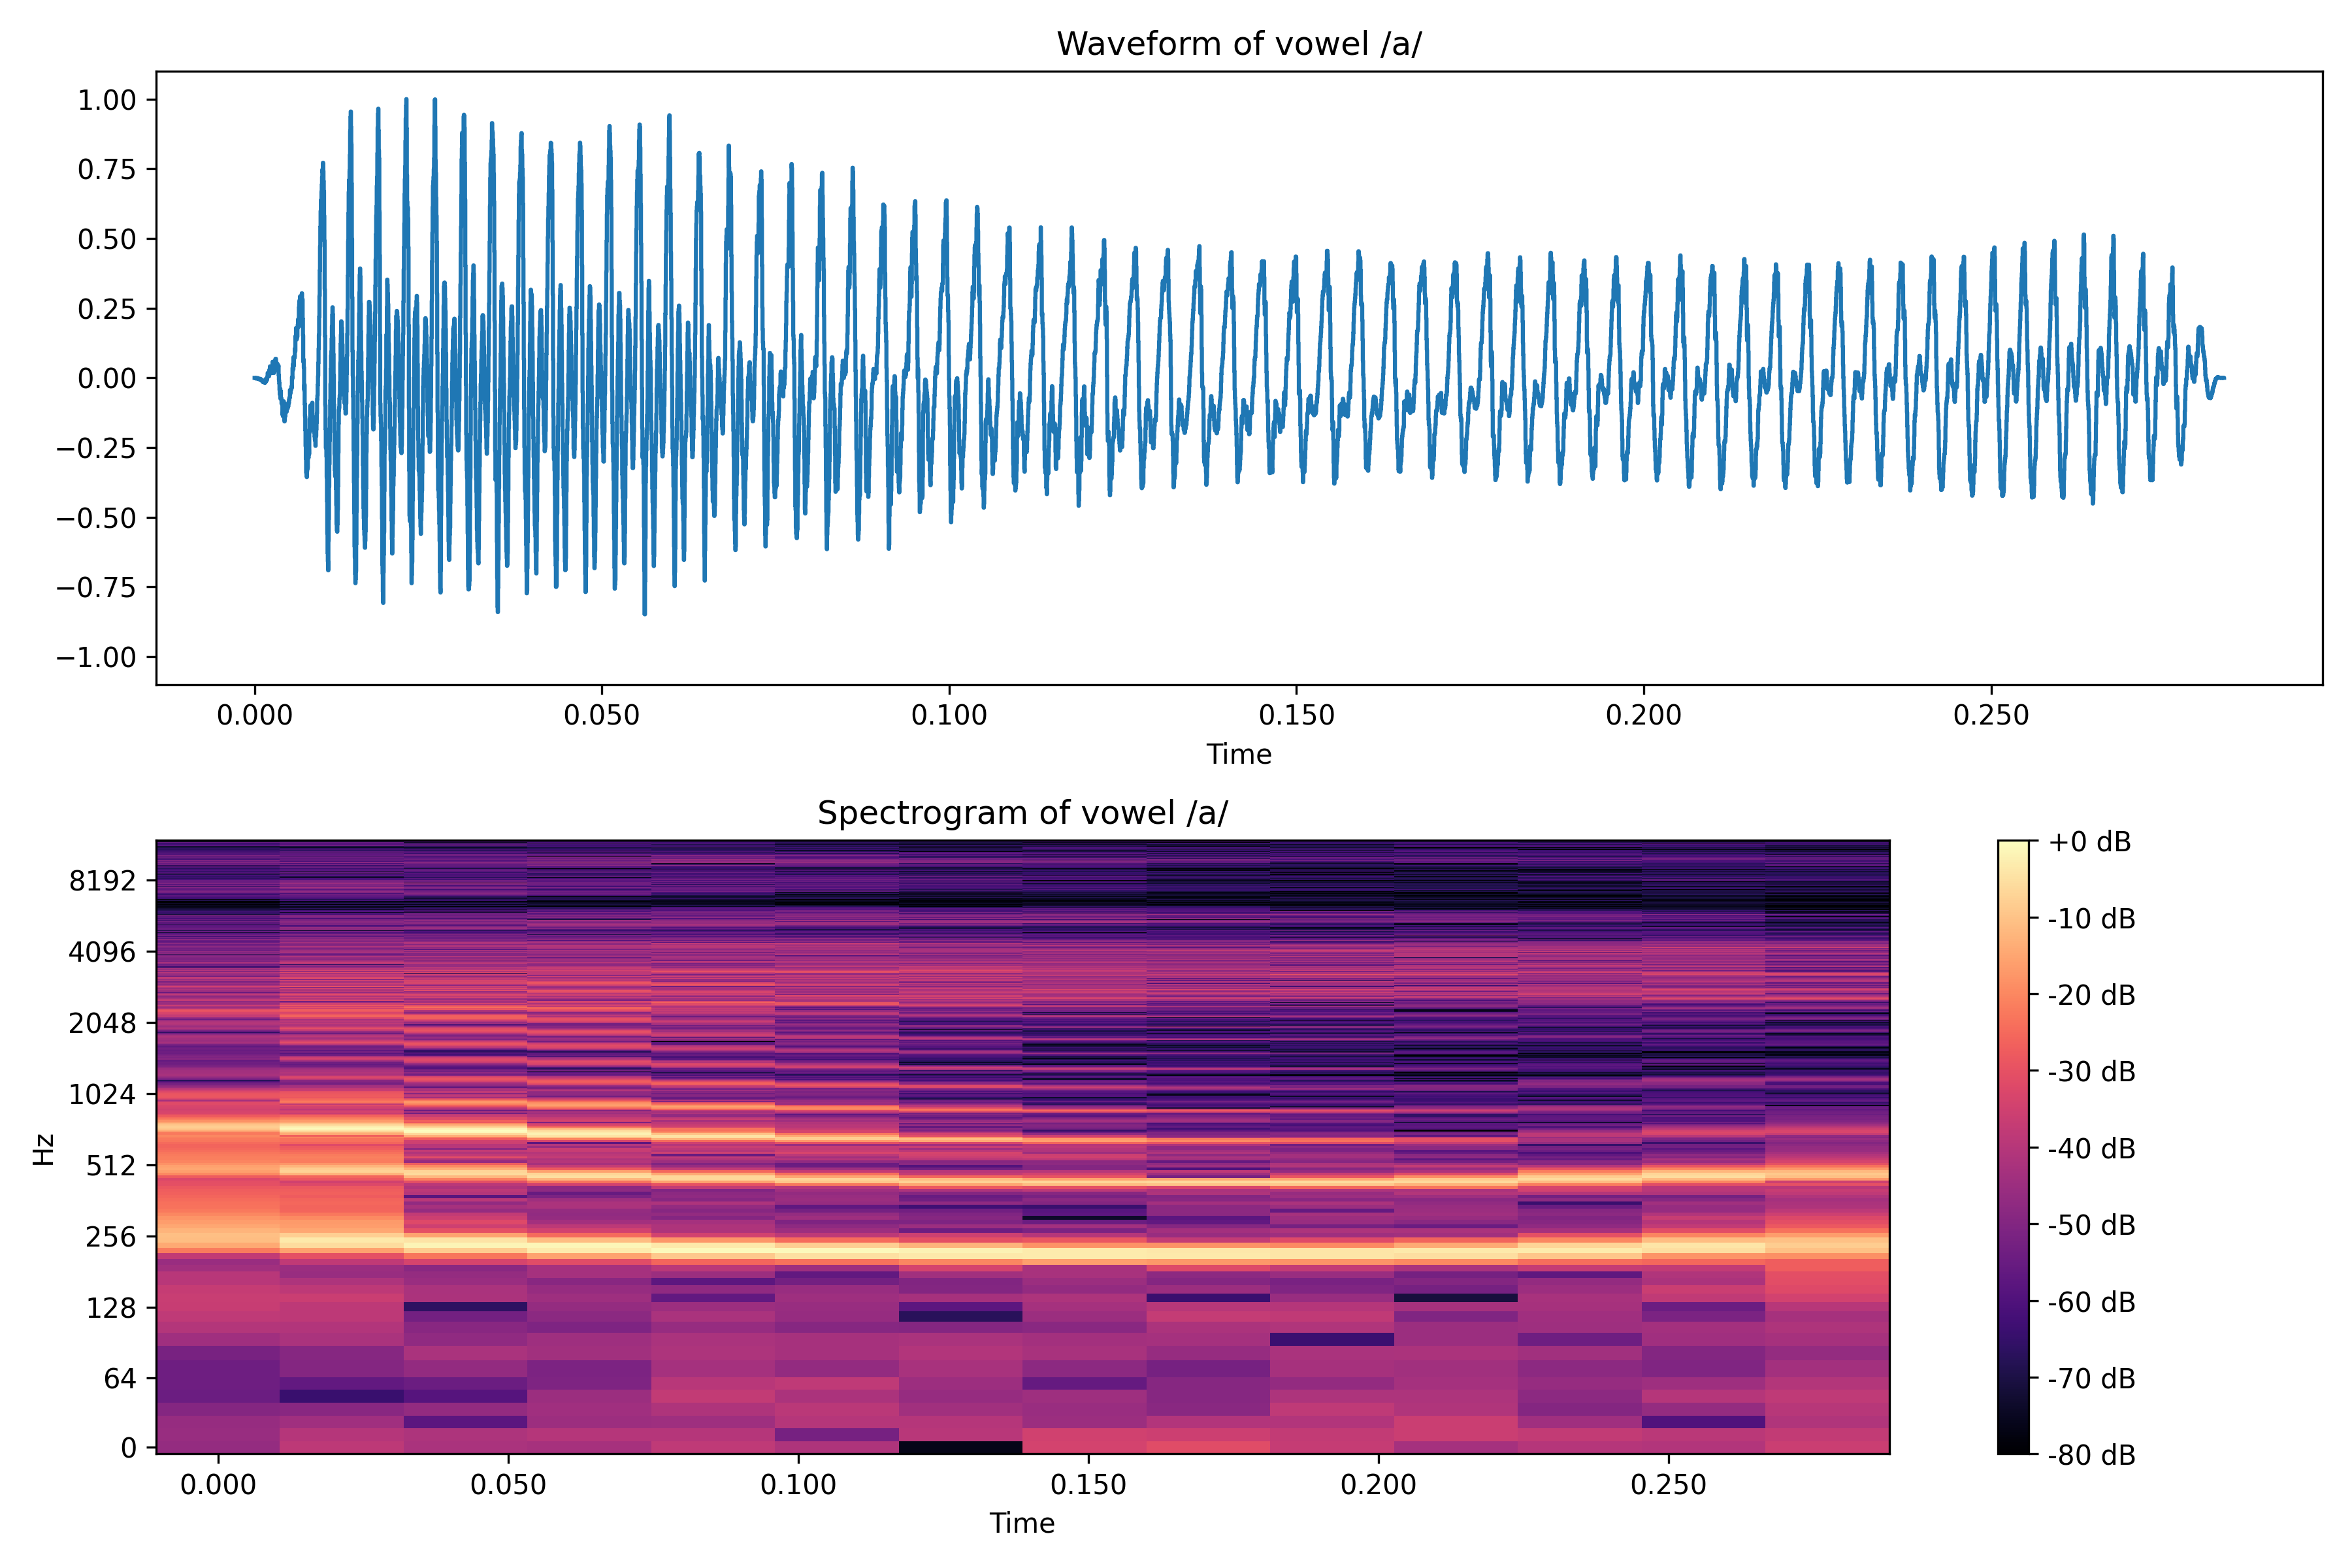 Waveform of vowel /a/
1.00
0.75
0.50
0.25
0.00
−0.25
−0.50
−0.75
−1.00
0.000 0.050 0.100 0.150 0.200 0.250
Time
Spectrogram of vowel /a/
8192
4096
2048
1024
512
256
128
64
0
Hz
0.000 0.050 0.100 0.150 0.200 0.250
Time
+0 dB
-10 dB
-20 dB
-30 dB
-40 dB
-50 dB
-60 dB
-70 dB
-80 dB